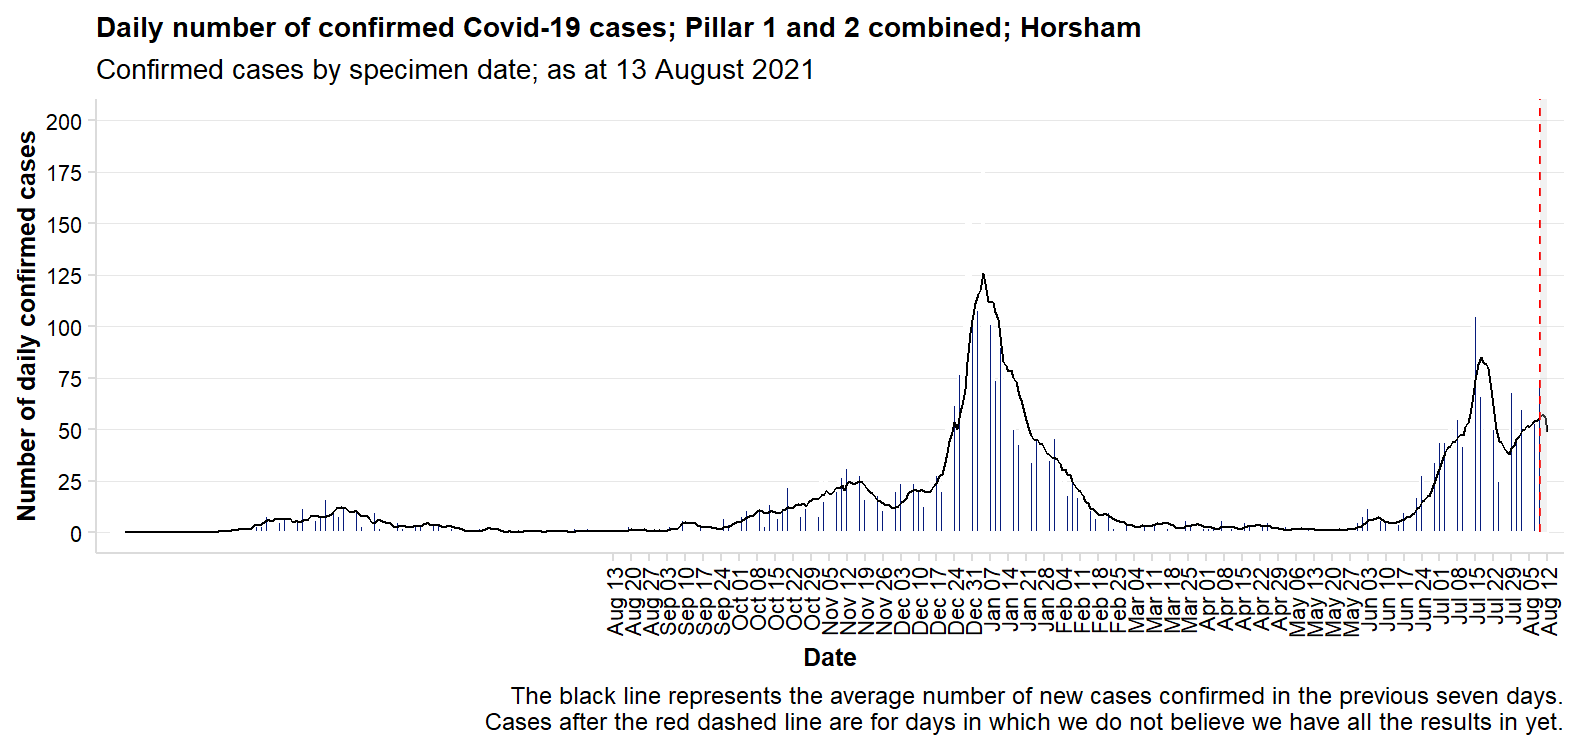 Daily number of confirmed Covid-19 cases; Pillar 1 and 2 combined; Horsham
Confirmed cases by specimen date; as at 13 August 2021
Number of daily confirmed cases
200
175
150
125
100
75
50
25
0
Aug 13
Aug 20
Aug 27
Sep 03
Sep 10
Sep 17
Sep 24
Oct 01
Oct 08
Oct 15
Oct 22
Oct 29
Nov 05
Nov 12
Nov 19
Nov 26
Dec 03
Dec 10
Dec 17
Dec 24
Dec 31
Jan 07
Jan 14
Jan 21
Jan 28
Feb 04
Feb 11
Feb 18
Feb 25
Mar 04
Mar 11
Mar 18
Mar 25
Apr 01
Apr 08
Apr 15
Apr 22
Apr 29
May 06
May 13
May 20
May 27
Jun 03
Jun 10
Jun 17
Jun 24
Jul 01
Jul 08
Jul 15
Jul 22
Jul 29
Aug 05
Aug 12
Date
The black line represents the average number of new cases confirmed in the previous seven days.
Cases after the red dashed line are for days in which we do not believe we have all the results in yet.